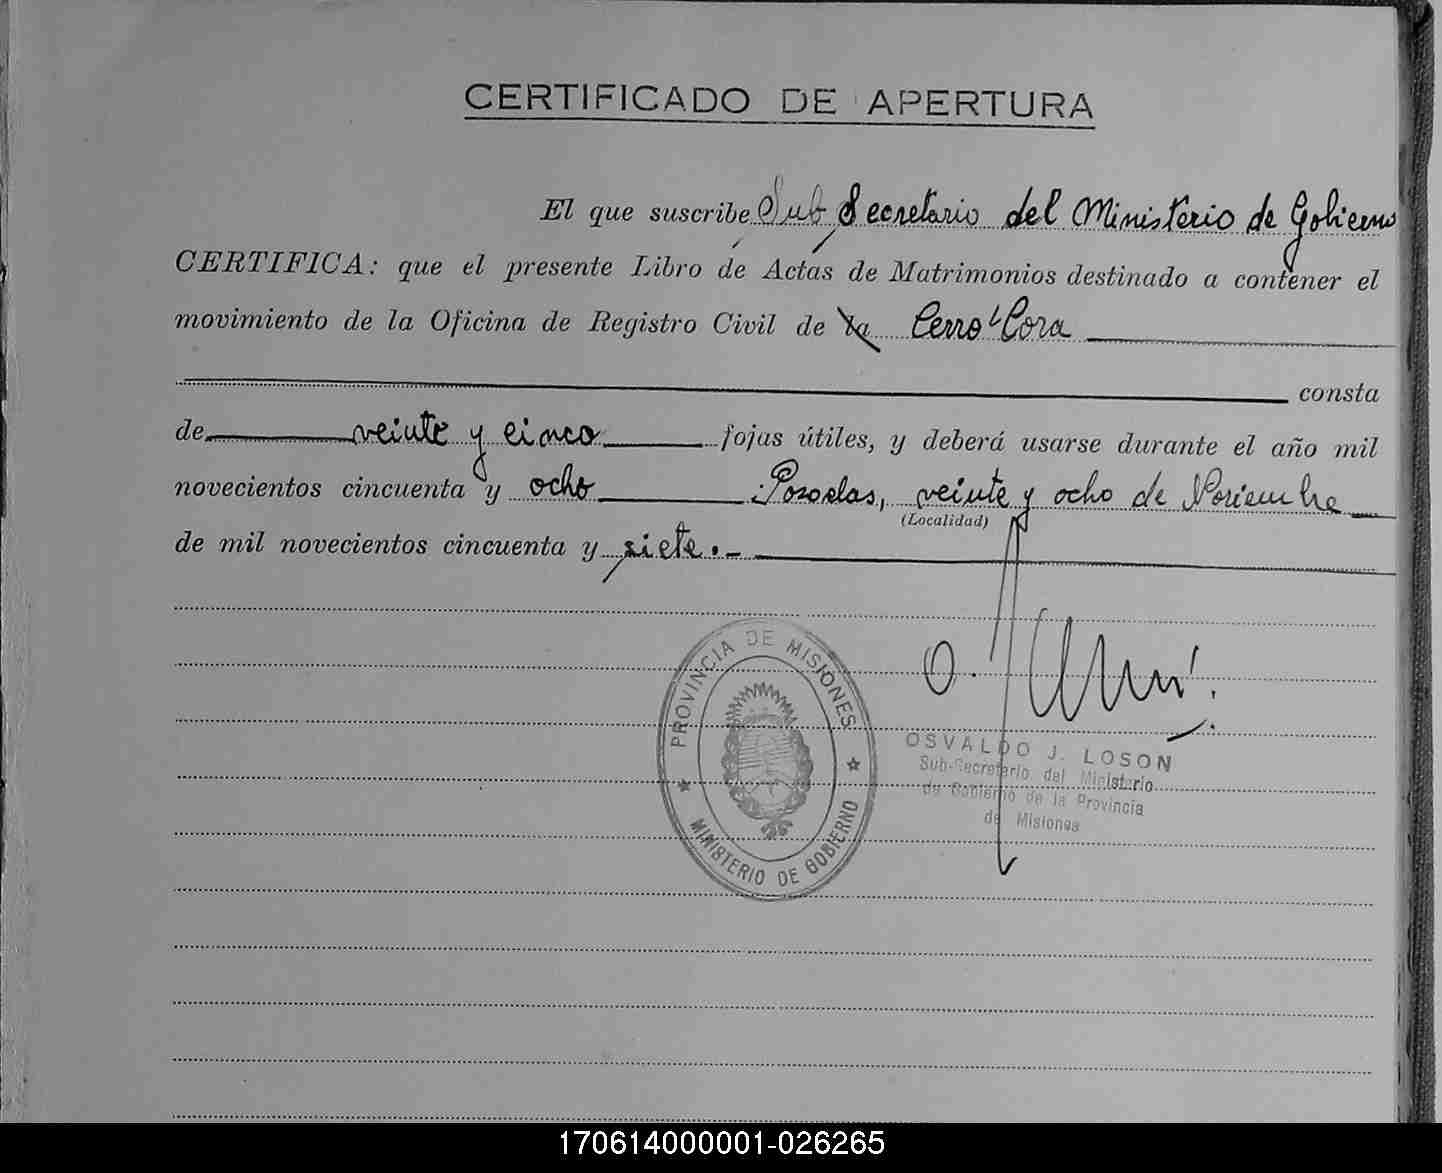 CERTIFICADO DE APERTURA
El que suscribe Sub Secretario del Ministerio de Gobierno
CERTIFICA: que el presente Libro de Actas de Matrimonios destinado a contener el
movimiento de la Oficina de Registro Civil de la Cerro Cora
consta
de veinte y cinco fojas útiles, y deberá usarse durante el año mil
novecientos cincuenta y ocho Posadas, veinte y ocho de Noviembre
(Localidad)
de mil novecientos cincuenta y siete.-
PROVINCIA DE MISIONES
MINISTERIO DE GOBIERNO
OSVALDO J. LOSON
Sub-Secretario del Ministerio
de Gobierno de la Provincia
de Misiones
170614000001-026265